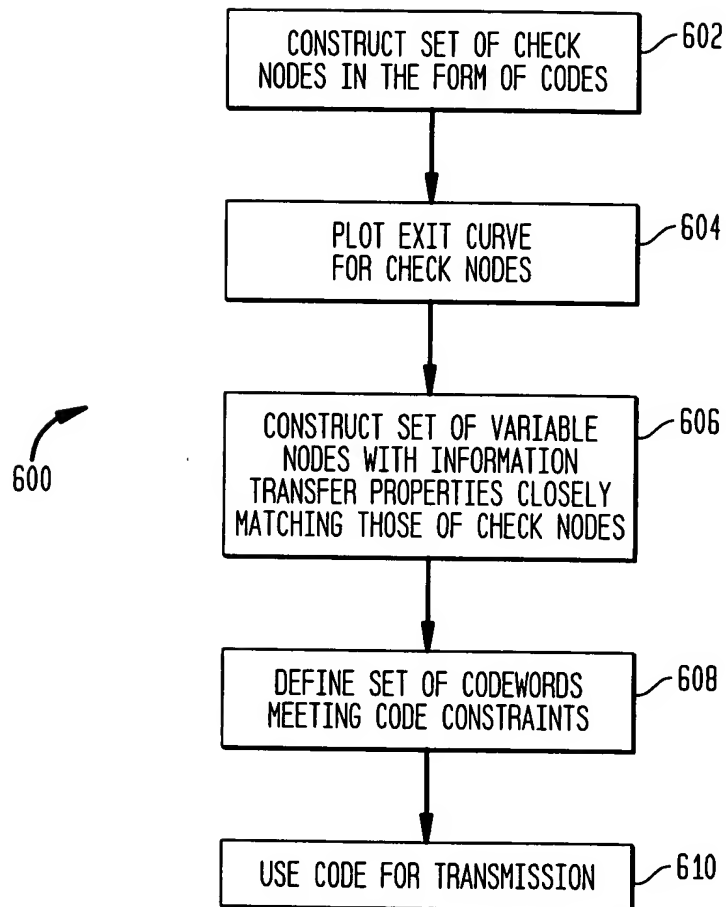 CONSTRUCT SET OF CHECK
NODES IN THE FORM OF CODES
602
PLOT EXIT CURVE
FOR CHECK NODES
604
CONSTRUCT SET OF VARIABLE
NODES WITH INFORMATION
TRANSFER PROPERTIES CLOSELY
MATCHING THOSE OF CHECK NODES
606
600
DEFINE SET OF CODEWORDS
MEETING CODE CONSTRAINTS
608
USE CODE FOR TRANSMISSION
610